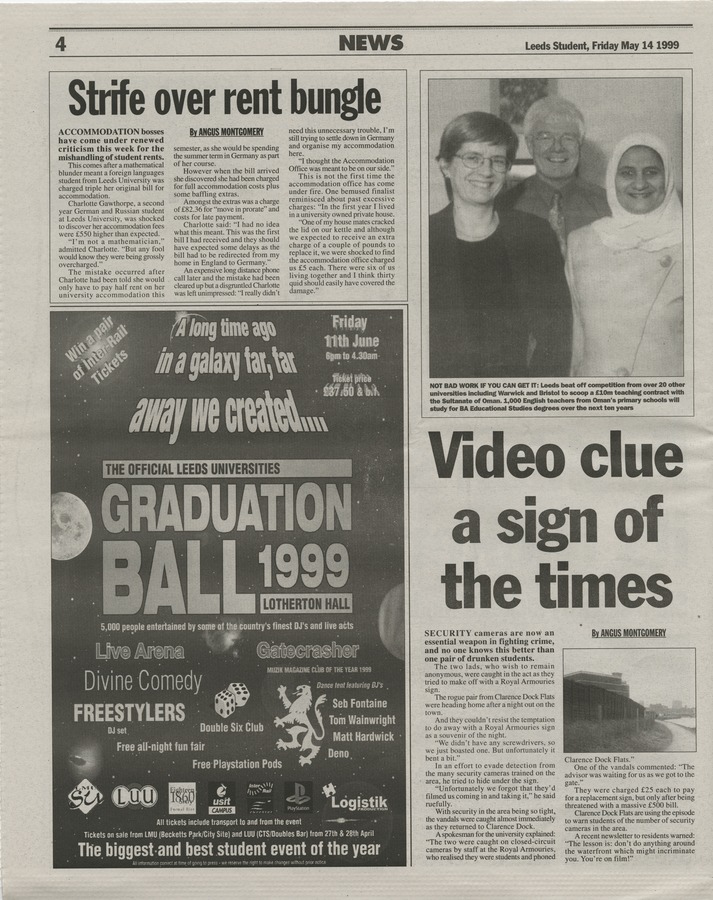 4
NEWS
Leeds Student, Friday May 14 1999
Strife over rent bungle
ACCOMMODATION bosses
have come under renewed
criticism this week for the
mishandling of student rents.
This comes after a mathematical
blunder meant a foreign languages
student from Leeds University was
charged triple her original bill for
accommodation.
Charlotte Gawthorpe, a second
year German and Russian student
at Leeds University, was shocked
to discover her accommodation fees
were £550 higher than expected.
"I'm not a mathematician,"
admitted Charlotte. "But any fool
would know they were being grossly
overcharged."
The mistake occurred after
Charlotte had been told she would
only have to pay half rent on her
university accommodation this
By ANGUS MONTGOMERY
semester, as she would be spending
the summer term in Germany as part
of her course.
However when the bill arrived
she discovered she had been charged
for full accommodation costs plus
some baffling extras.
Amongst the extras was a charge
of £82.36 for "move in prorate" and
costs for late payment.
Charlotte said: "I had no idea
what this meant. This was the first
bill I had received and they should
have expected some delays as the
bill had to be redirected from my
home in England to Germany."
An expensive long distance phone
call later and the mistake had been
cleared up but a disgruntled Charlotte
was left unimpressed: "I really didn't
need this unnecessary trouble, I'm
still trying to settle down in Germany
and organise my accommodation
here.
"I thought the Accommodation
Office was meant to be on our side."
This is not the first time the
accommodation office has come
under fire. One bemused finalist
reminisced about past excessive
charges: "In the first year I lived
in a university owned private house.
"One of my house mates cracked
the lid on our kettle and although
we expected to receive an extra
charge of a couple of pounds to
replace it, we were shocked to find
the accommodation office charged
us £5 each. There were six of us
living together and I think thirty
quid should easily have covered the
damage."
NOT BAD WORK IF YOU CAN GET IT: Leeds beat off competition from over 20 other
universities including Warwick and Bristol to scoop a £10m teaching contract with
the Sultanate of Oman. 1,000 English teachers from Oman's primary schools will
study for BA Educational Studies degrees over the next ten years
Win a pair
of Inter-Rail
Tickets
A long time ago
in a galaxy far, far
away we created....
Friday
11th June
6pm to 4.30am
Ticket price
£37.50 & b.f.
THE OFFICIAL LEEDS UNIVERSITIES
GRADUATION
BALL 1999
LOTHERTON HALL
5,000 people entertained by some of the country's finest DJ's and live acts
Live Arena
Divine Comedy
FREESTYLERS
DJ set
Double Six Club
Free all-night fun fair
Free Playstation Pods
Gatecrasher
MUZIK MAGAZINE CLUB OF THE YEAR 1999
Dance tent featuring DJ's
Seb Fontaine
Tom Wainwright
Matt Hardwick
Deno
LUU
1860
usit
CAMPUS
PlayStation
Logistik
All tickets include transport to and from the event
Tickets on sale from LMU (Becketts Park/City Site) and LUU (CTS/Doubles Bar) from 27th & 28th April
The biggest and best student event of the year
All information correct at time of going to press - we reserve the right to make changes without prior notice
Video clue
a sign of
the times
SECURITY cameras are now an
essential weapon in fighting crime,
and no one knows this better than
one pair of drunken students.
The two lads, who wish to remain
anonymous, were caught in the act as they
tried to make off with a Royal Armouries
sign.
The rogue pair from Clarence Dock Flats
were heading home after a night out on the
town.
And they couldn't resist the temptation
to do away with a Royal Armouries sign
as a souvenir of the night.
"We didn't have any screwdrivers, so
we just boasted one. But unfortunately it
bent a bit."
In an effort to evade detection from
the many security cameras trained on the
area, he tried to hide under the sign.
"Unfortunately we forgot that they'd
filmed us coming in and taking it," he said
ruefully.
With security in the area being so tight,
the vandals were caught almost immediately
as they returned to Clarence Dock.
A spokesman for the university explained:
"The two were caught on closed-circuit
cameras by staff at the Royal Armouries,
who realised they were students and phoned
By ANGUS MONTGOMERY
Clarence Dock Flats."
One of the vandals commented: "The
advisor was waiting for us as we got to the
gate."
They were charged £25 each to pay
for a replacement sign, but only after being
threatened with a massive £500 bill.
Clarence Dock Flats are using the episode
to warn students of the number of security
cameras in the area.
A recent newsletter to residents warned:
"The lesson is: don't do anything around
the waterfront which might incriminate
you. You're on film!"